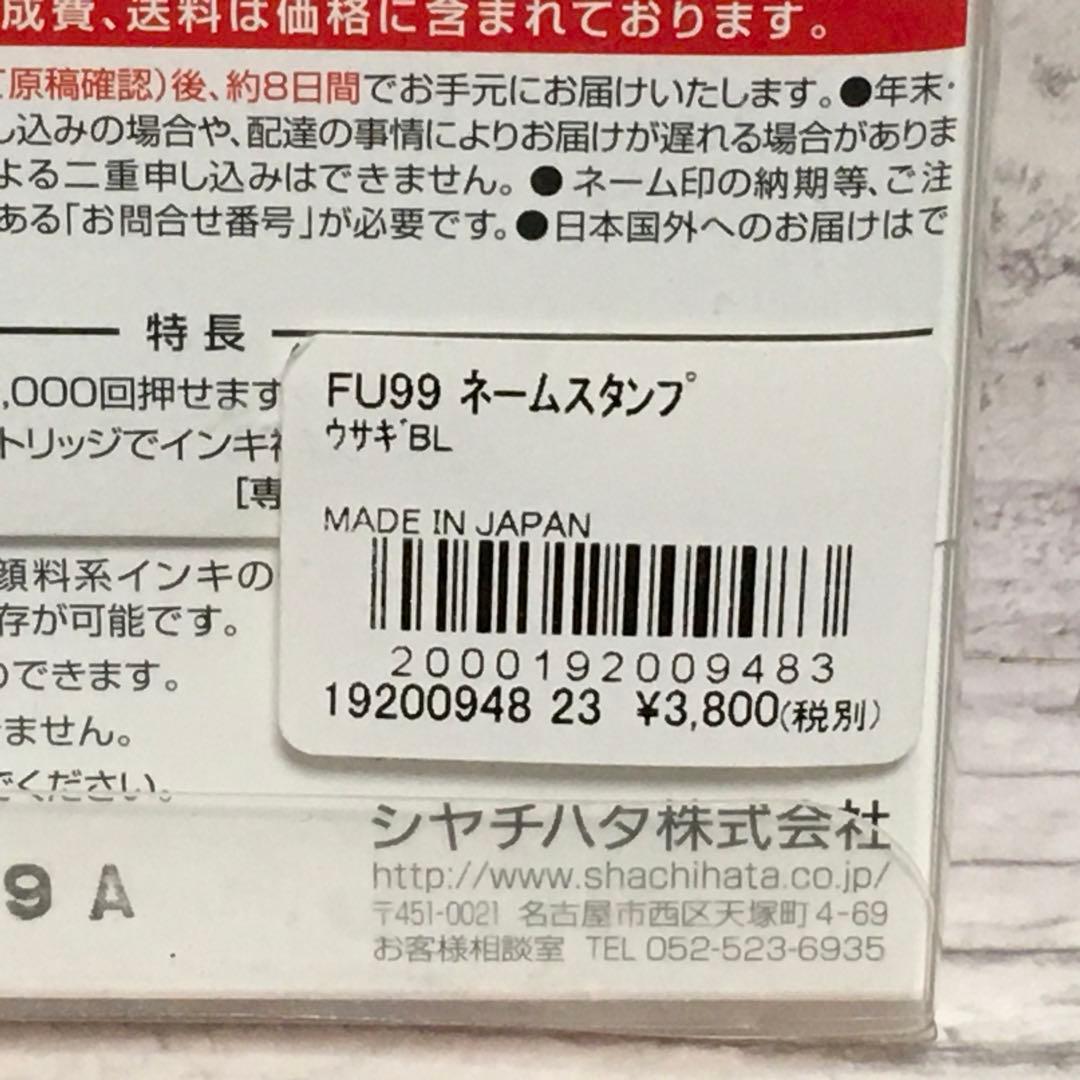 成費、送料は価格に含まれております。
(原稿確認)後、約8日間でお手元にお届けいたします。●年末・
し込みの場合や、配達の事情によりお届けが遅れる場合がありま
よる二重申し込みはできません。●ネーム印の納期等、ご注
ある「お問合せ番号」が必要です。●日本国外へのお届けはで
特長
,000回押せます
トリッジでインキ
[専
顔料系インキの
存が可能です。
のできます。
ません。
ください。
FU99 ネームスタンプ
ウサギBL
MADE IN JAPAN
2000192009483
19200948 23 ¥3,800(税別)
9 A
シヤチハタ株式会社
http://www.shachihata.co.jp/
〒451-0021 名古屋市西区天塚町4-69
お客様相談室 TEL 052-523-6935